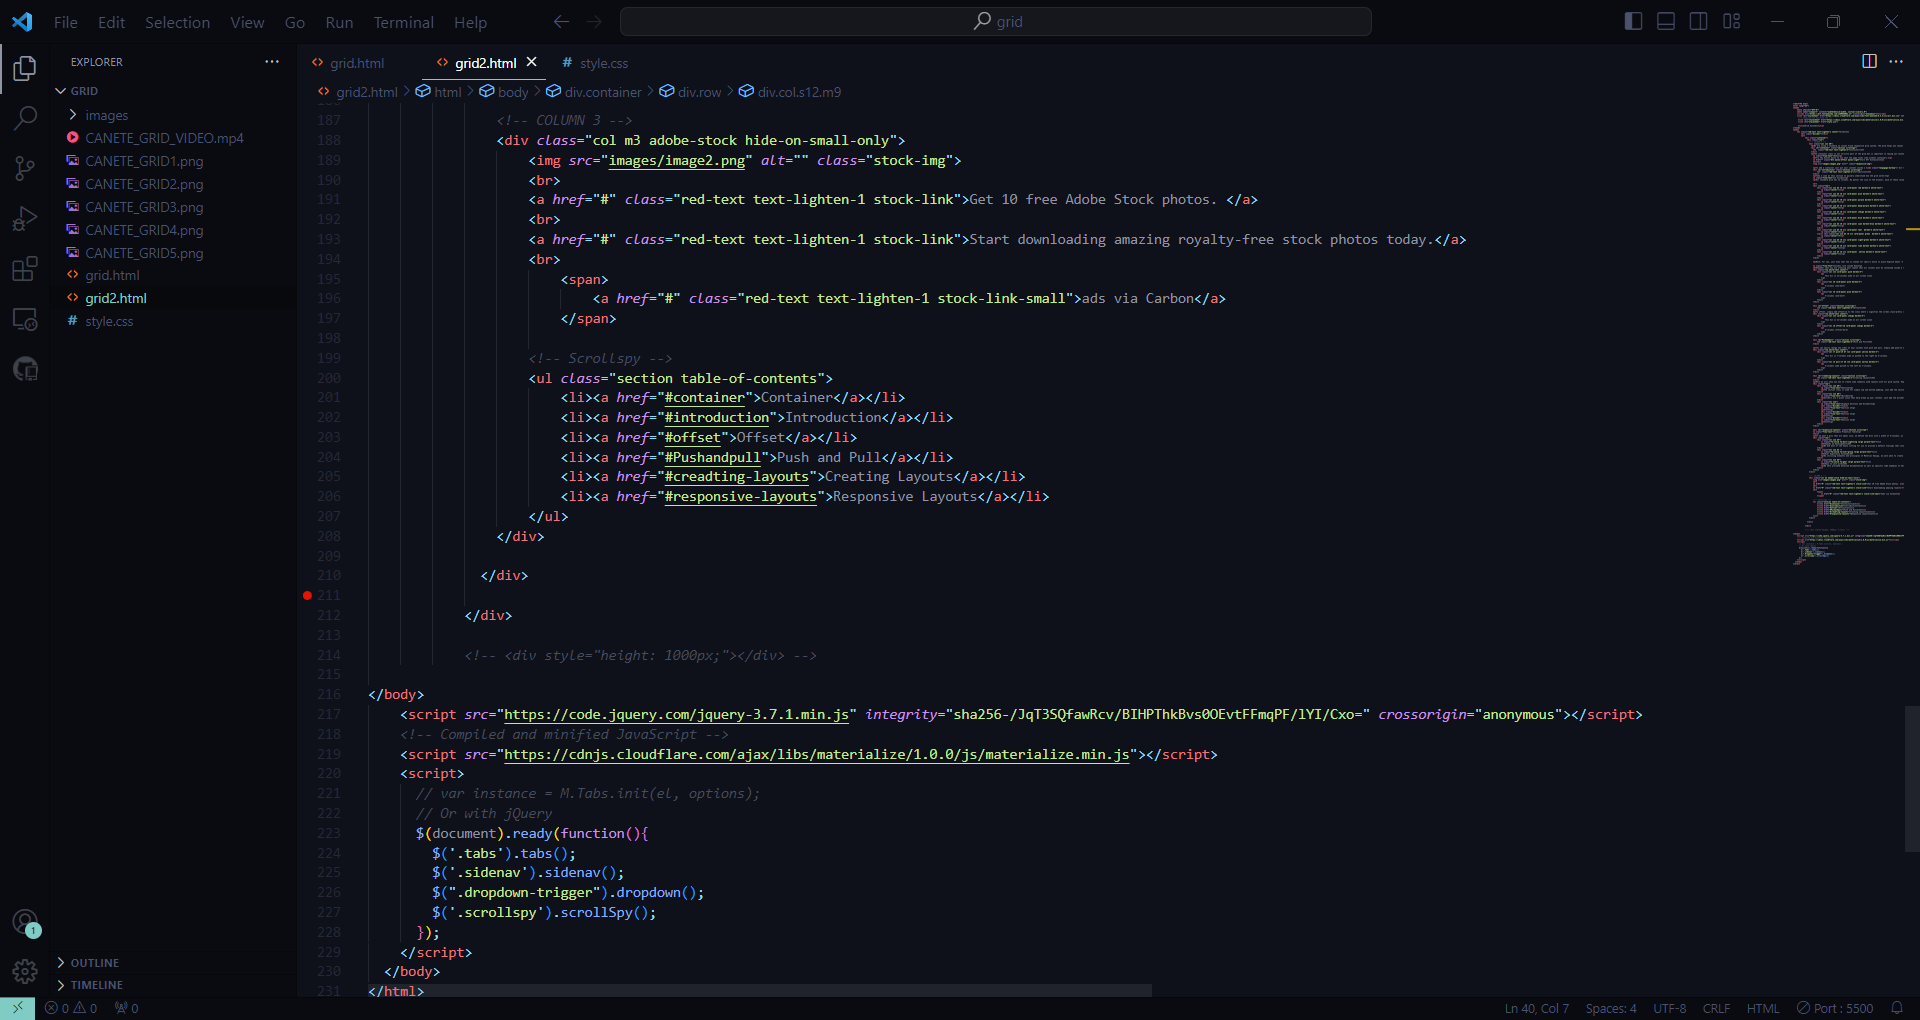 File Edit Selection View Go Run Terminal Help
grid
EXPLORER
GRID
images
CANETE_GRID_VIDEO.mp4
CANETE_GRID1.png
CANETE_GRID2.png
CANETE_GRID3.png
CANETE_GRID4.png
CANETE_GRID5.png
grid.html
grid2.html
style.css
OUTLINE
TIMELINE
grid.html grid2.html # style.css
grid2.html > html > body > div.container > div.row > div.col.s12.m9
187 <!-- COLUMN 3 -->
188 <div class="col m3 adobe-stock hide-on-small-only">
189 <img src="images/image2.png" alt="" class="stock-img">
190 <br>
191 <a href="#" class="red-text text-lighten-1 stock-link">Get 10 free Adobe Stock photos. </a>
192 <br>
193 <a href="#" class="red-text text-lighten-1 stock-link">Start downloading amazing royalty-free stock photos today.</a>
194 <br>
195 <span>
196 <a href="#" class="red-text text-lighten-1 stock-link-small">ads via Carbon</a>
197 </span>
198
199 <!-- Scrollspy -->
200 <ul class="section table-of-contents">
201 <li><a href="#container">Container</a></li>
202 <li><a href="#introduction">Introduction</a></li>
203 <li><a href="#offset">Offset</a></li>
204 <li><a href="#Pushandpull">Push and Pull</a></li>
205 <li><a href="#creadting-layouts">Creating Layouts</a></li>
206 <li><a href="#responsive-layouts">Responsive Layouts</a></li>
207 </ul>
208 </div>
209
210 </div>
211
212 </div>
213
214 <!-- <div style="height: 1000px;"></div> -->
215
216 </body>
217 <script src="https://code.jquery.com/jquery-3.7.1.min.js" integrity="sha256-/JqT3SQfawRcv/BIHPThkBvs0OEvtFFmqPF/lYI/Cxo=" crossorigin="anonymous"></script>
218 <!-- Compiled and minified JavaScript -->
219 <script src="https://cdnjs.cloudflare.com/ajax/libs/materialize/1.0.0/js/materialize.min.js"></script>
220 <script>
221 // var instance = M.Tabs.init(el, options);
222 // Or with jQuery
223 $(document).ready(function(){
224 $('.tabs').tabs();
225 $('.sidenav').sidenav();
226 $(".dropdown-trigger").dropdown();
227 $('.scrollspy').scrollSpy();
228 });
229 </script>
230 </body>
231 </html>
1
0 0 0 Ln 40, Col 7 Spaces: 4 UTF-8 CRLF HTML Port : 5500